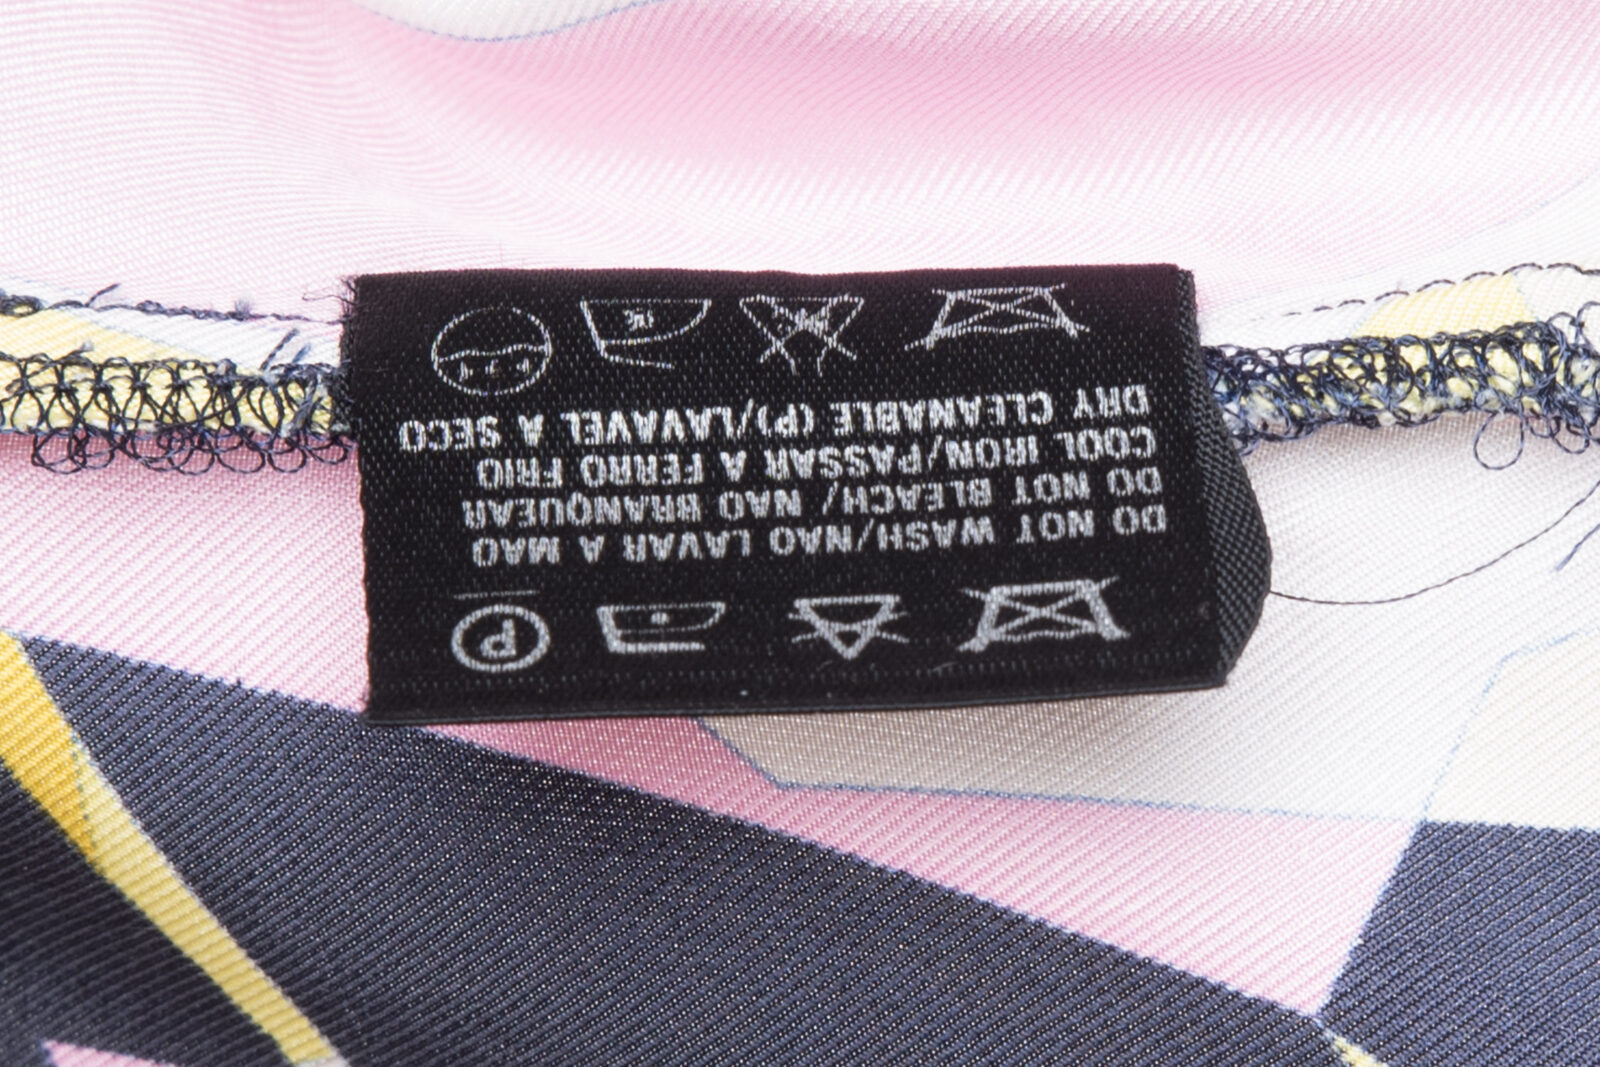 P
DO NOT WASH/NAO LAVAR A MAO
DO NOT BLEACH/ NAO BRANQUEAR
COOL IRON/PASSAR A FERRO FRIO
DRY CLEANABLE (P)/LAVAVEL A SECO